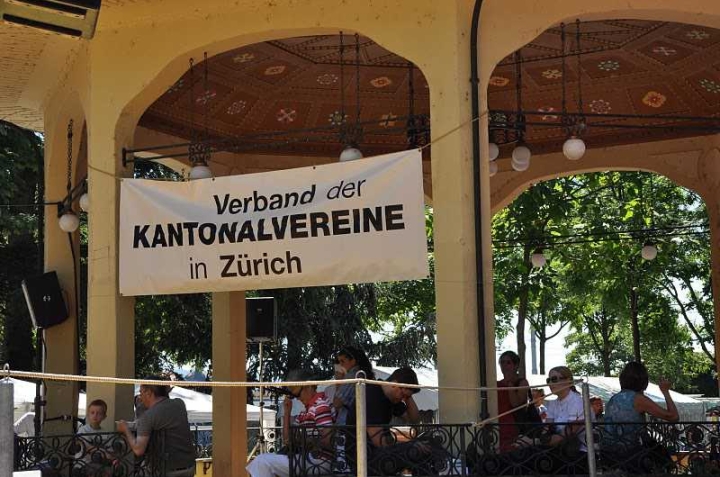 Verband der
KANTONALVEREINE
in Zürich